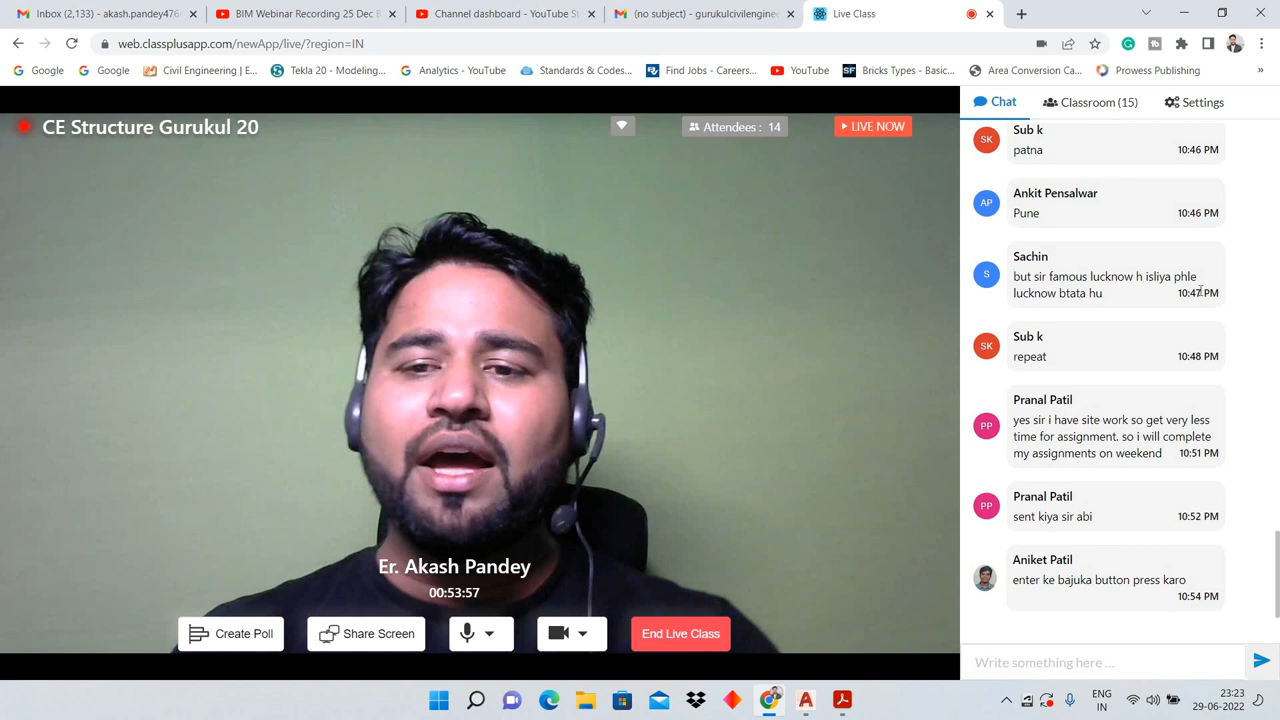 Inbox (2,133) - akash.pandey476
BIM Webinar Recording 25 Dec B
Channel dashboard - YouTube St
(no subject) - gurukulcivilengine
Live Class
web.classplusapp.com/newApp/live/?region=IN
Google
Google
Civil Engineering | E...
Tekla 20 - Modeling...
Analytics - YouTube
Standards & Codes...
Find Jobs - Careers...
YouTube
SF
Bricks Types - Basic...
Area Conversion Ca...
Prowess Publishing
»
CE Structure Gurukul 20
Attendees : 14
LIVE NOW
Chat
Classroom (15)
Settings
SK
Sub k
patna
10:46 PM
AP
Ankit Pensalwar
Pune
10:46 PM
S
Sachin
but sir famous lucknow h isliya phle
lucknow btata hu
10:47 PM
SK
Sub k
repeat
10:48 PM
PP
Pranal Patil
yes sir i have site work so get very less
time for assignment. so i will complete
my assignments on weekend
10:51 PM
PP
Pranal Patil
sent kiya sir abi
10:52 PM
Aniket Patil
enter ke bajuka button press karo
10:54 PM
Er. Akash Pandey
00:53:57
Create Poll
Share Screen
End Live Class
Write something here ...
ENG
IN
23:23
29-06-2022